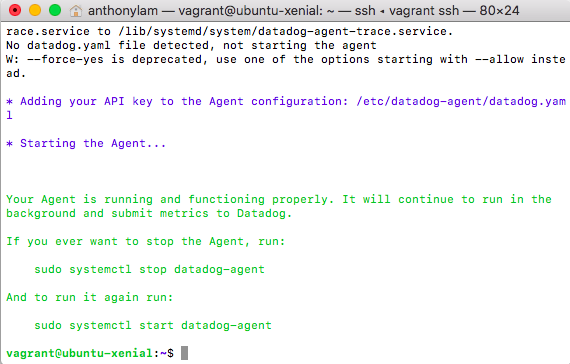 anthonylam — vagrant@ubuntu-xenial: ~ — ssh ◂ vagrant ssh — 80×24
race.service to /lib/systemd/system/datadog-agent-trace.service.
No datadog.yaml file detected, not starting the agent
W: --force-yes is deprecated, use one of the options starting with --allow inste
ad.
* Adding your API key to the Agent configuration: /etc/datadog-agent/datadog.yam
l
* Starting the Agent...
Your Agent is running and functioning properly. It will continue to run in the
background and submit metrics to Datadog.
If you ever want to stop the Agent, run:
sudo systemctl stop datadog-agent
And to run it again run:
sudo systemctl start datadog-agent
vagrant@ubuntu-xenial:~$